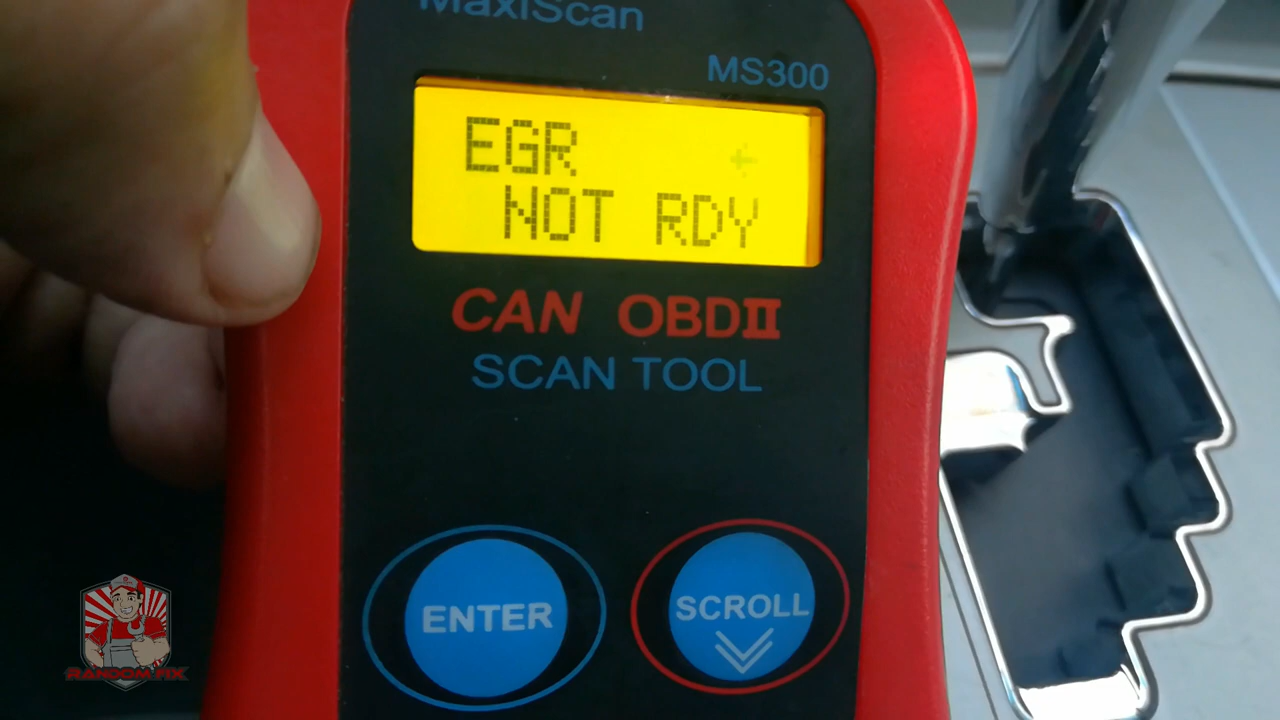 MaxiScan
MS300
EGR
NOT RDY
CAN OBDII
SCAN TOOL
ENTER
SCROLL
RANDOM FIX